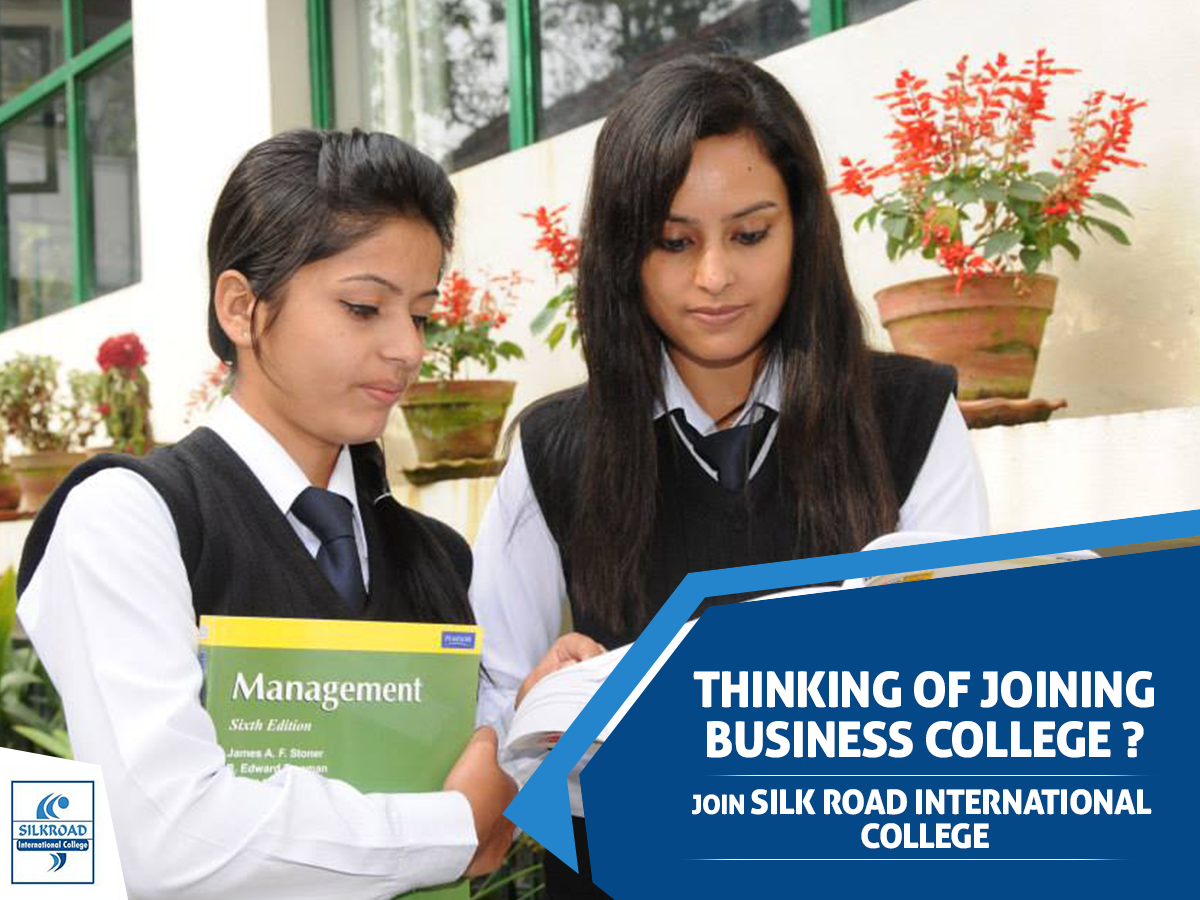 PEARSON
Management
Sixth Edition
James A. F. Stoner
Edward
THINKING OF JOINING
BUSINESS COLLEGE ?
JOIN SILK ROAD INTERNATIONAL
COLLEGE
SILKROAD
International College